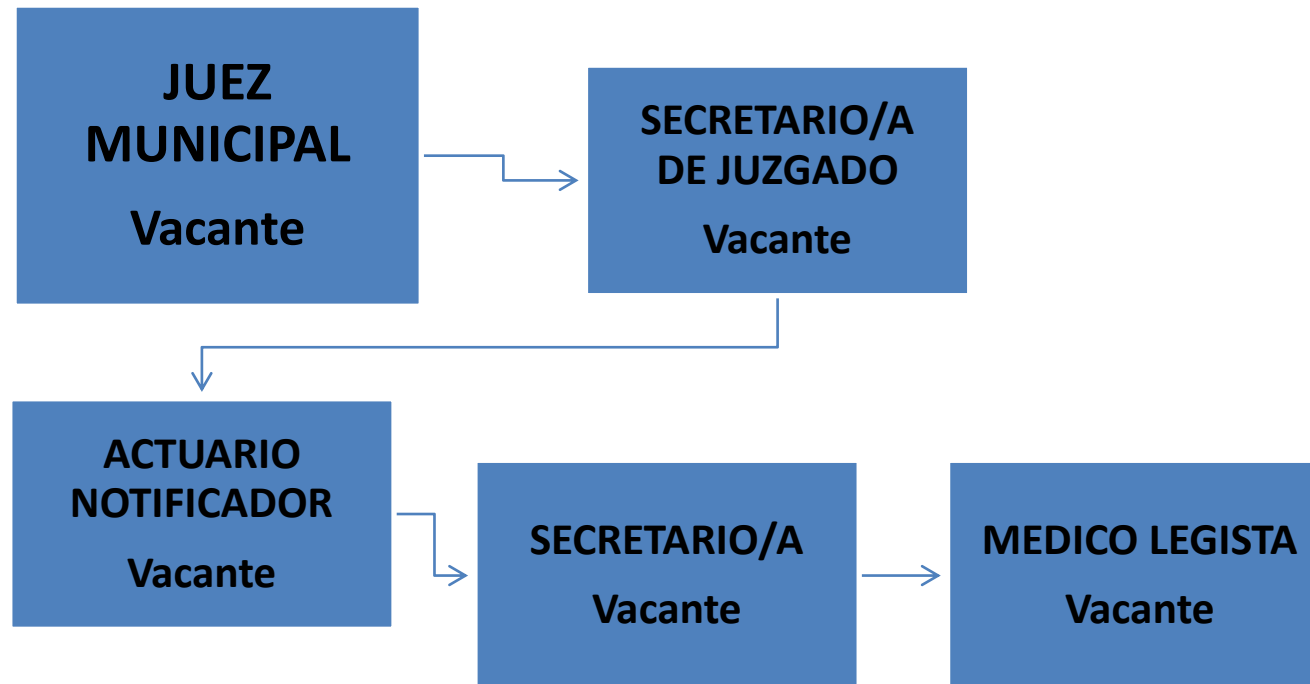 JUEZ
MUNICIPAL
Vacante
SECRETARIO/A
DE JUZGADO
Vacante
ACTUARIO
NOTIFICADOR
Vacante
SECRETARIO/A
Vacante
MEDICO LEGISTA
Vacante